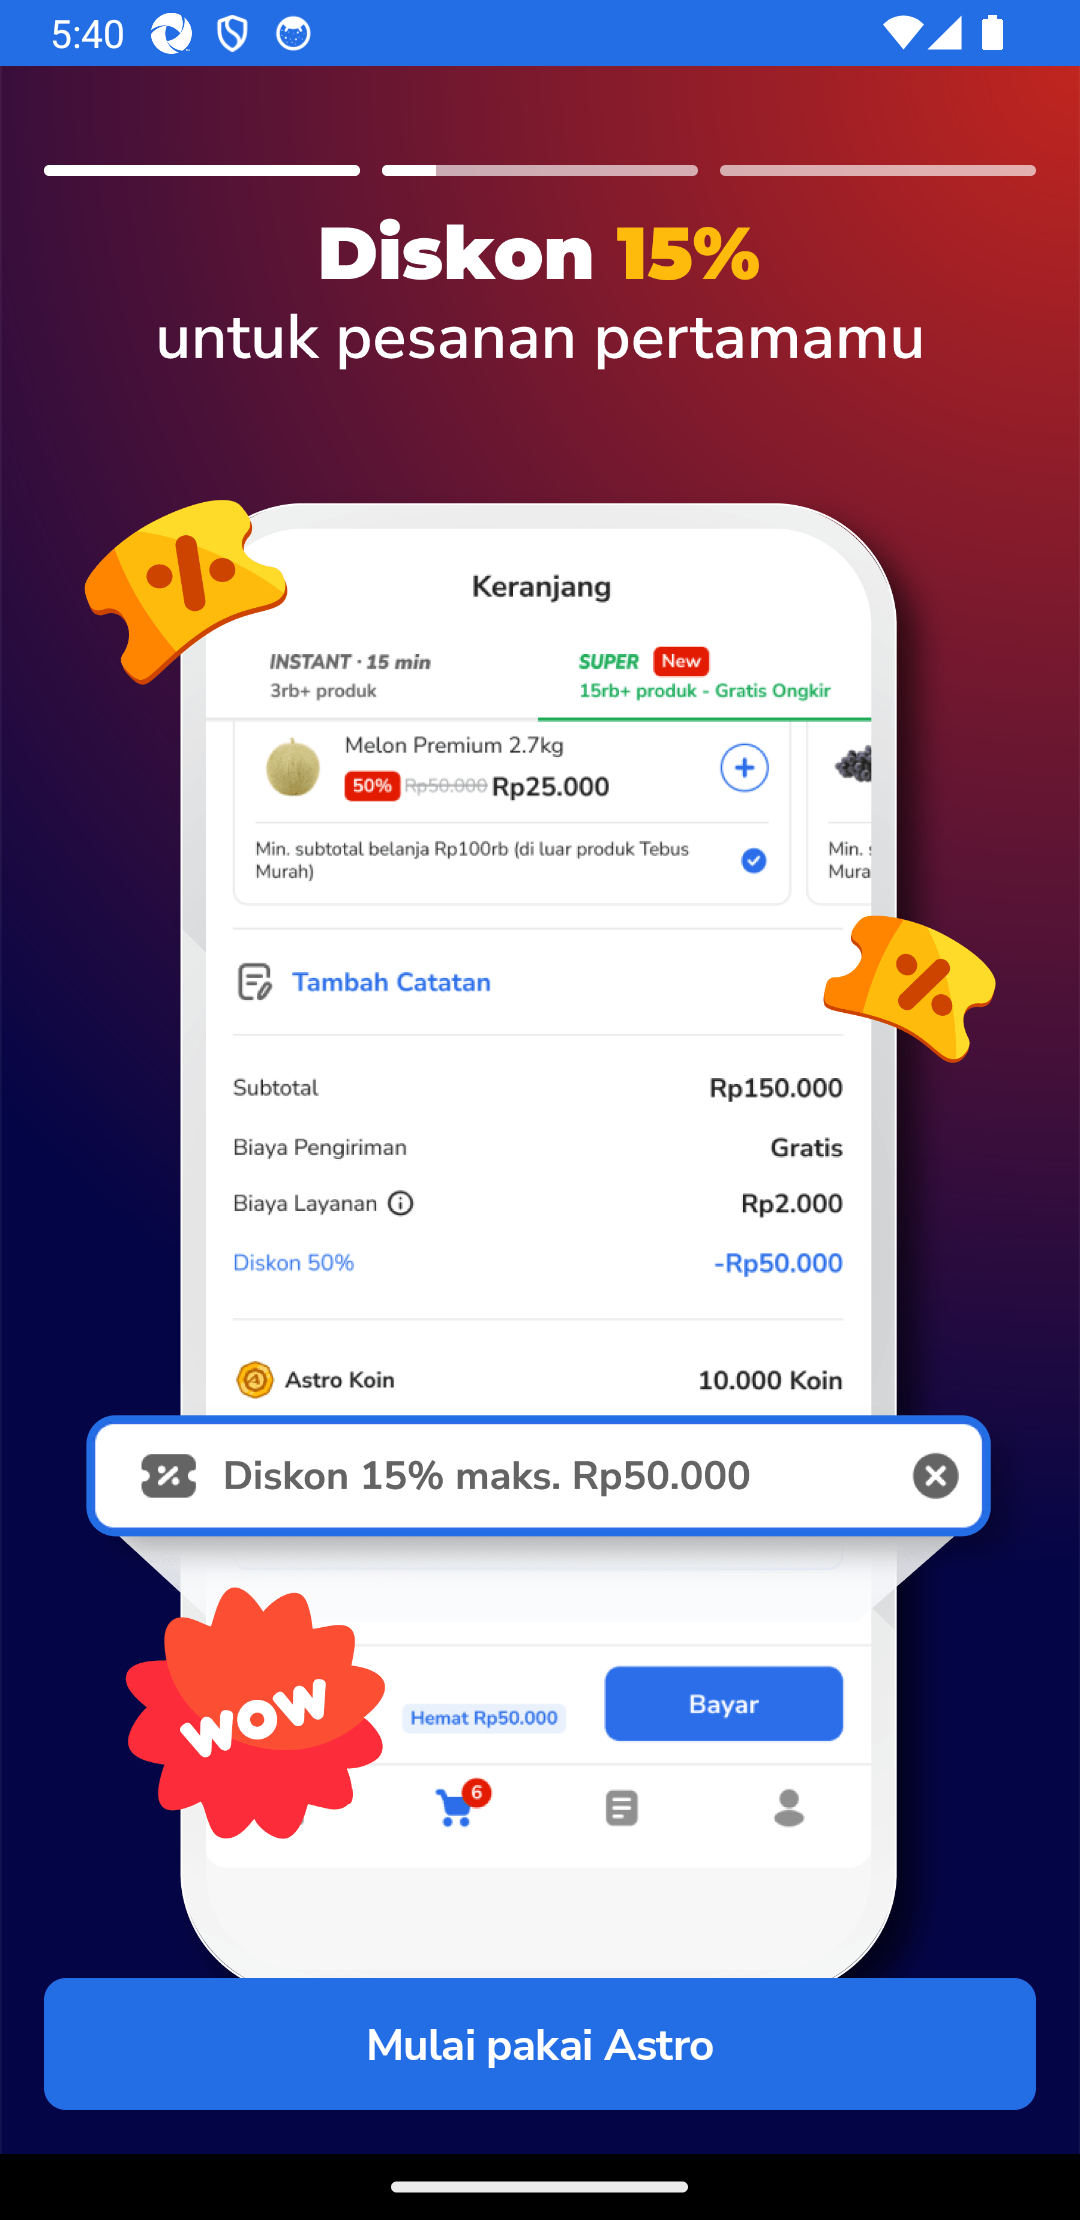 5:40
Diskon 15%
untuk pesanan pertamamu
Keranjang
INSTANT · 15 min
3rb+ produk
SUPER New
15rb+ produk - Gratis Ongkir
Melon Premium 2.7kg
50% Rp50.000 Rp25.000
Min. subtotal belanja Rp100rb (di luar produk Tebus
Murah)
Min.
Mura
Tambah Catatan
Subtotal Rp150.000
Biaya Pengiriman Gratis
Biaya Layanan Rp2.000
Diskon 50% -Rp50.000
Astro Koin 10.000 Koin
Diskon 15% maks. Rp50.000
WOW
Hemat Rp50.000
Bayar
6
Mulai pakai Astro